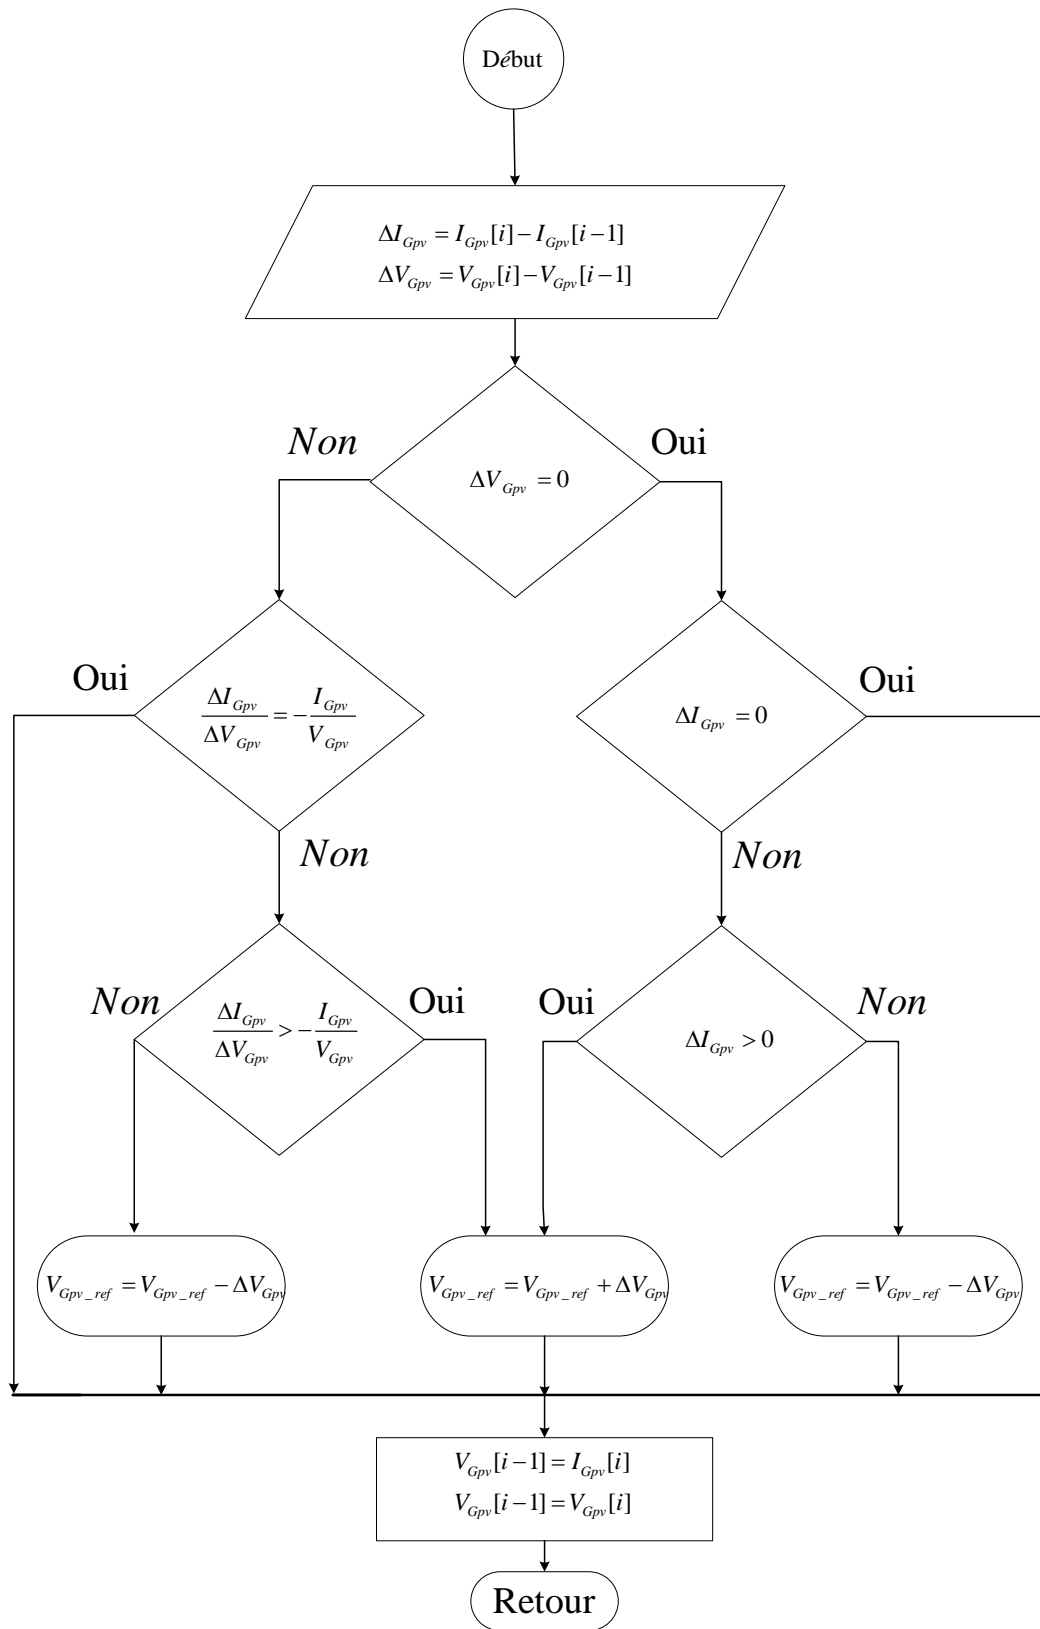 Début
ΔI_Gpv = I_Gpv[i] − I_Gpv[i−1]
ΔV_Gpv = V_Gpv[i] − V_Gpv[i−1]
Non
Oui
ΔV_Gpv = 0
Oui
ΔI_Gpv/ΔV_Gpv = −I_Gpv/V_Gpv
ΔI_Gpv = 0
Oui
Non
Non
Non
ΔI_Gpv/ΔV_Gpv > −I_Gpv/V_Gpv
Oui
Oui
ΔI_Gpv > 0
Non
V_Gpv_ref = V_Gpv_ref − ΔV_Gpv
V_Gpv_ref = V_Gpv_ref + ΔV_Gpv
V_Gpv_ref = V_Gpv_ref − ΔV_Gpv
V_Gpv[i−1] = I_Gpv[i]
V_Gpv[i−1] = V_Gpv[i]
Retour